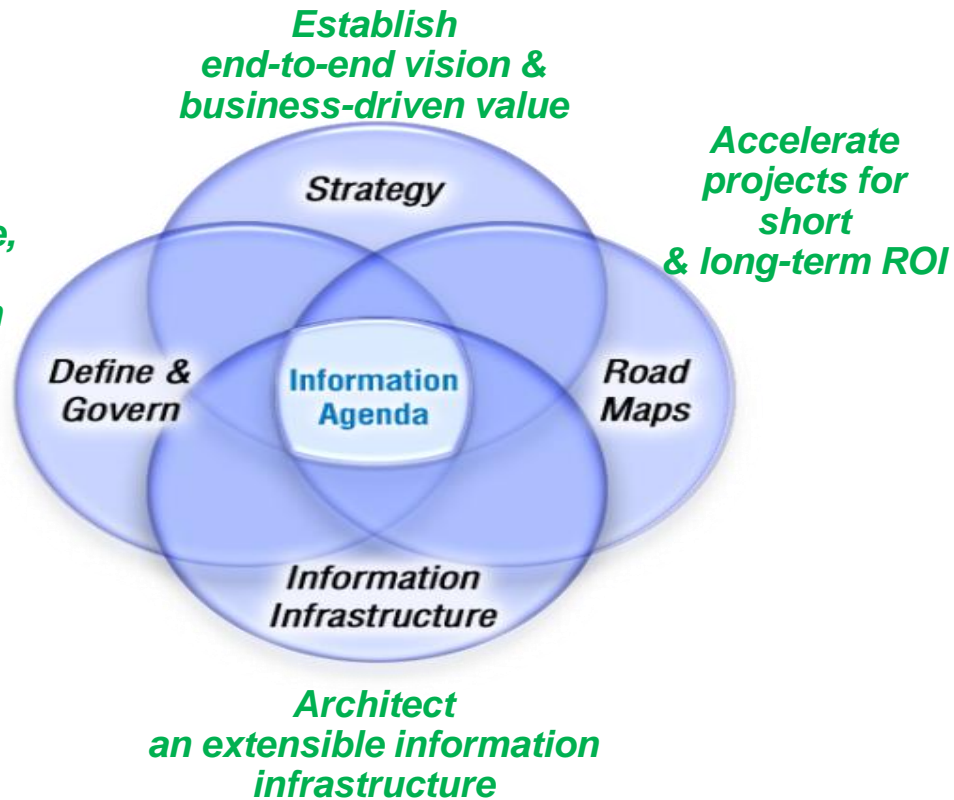 Establish
end-to-end vision &
business-driven value
Accelerate
projects for
short
& long-term ROI
Strategy
Define &
Govern
Information
Agenda
Road
Maps
Information
Infrastructure
Architect
an extensible information
infrastructure